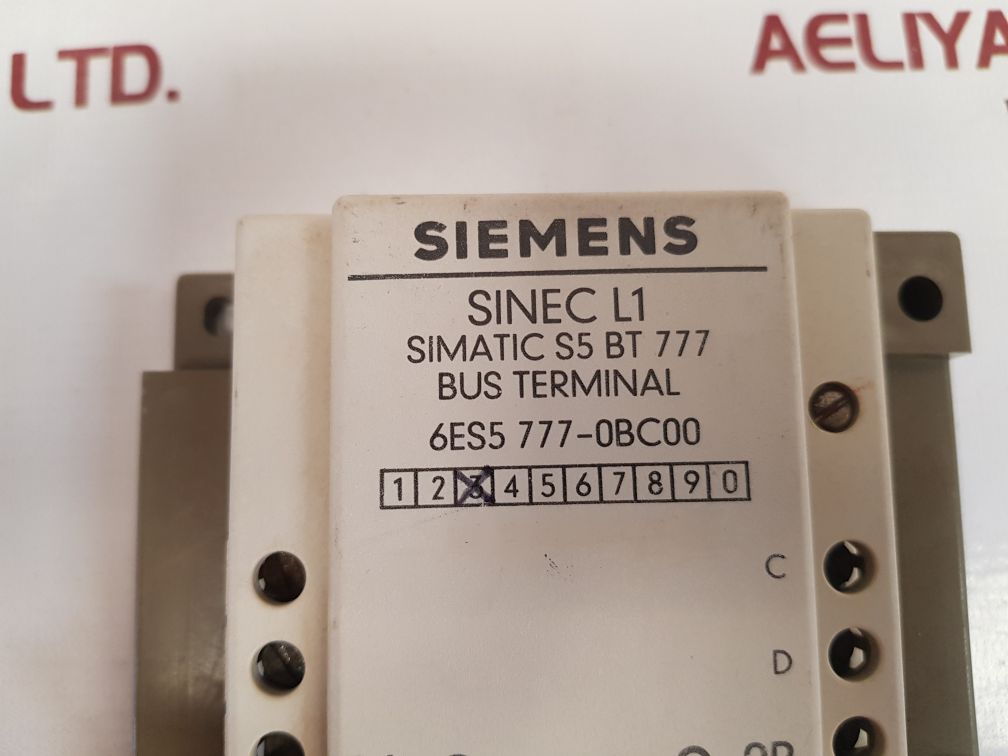 LTD.
AELIYA
SIEMENS
SINEC L1
SIMATIC S5 BT 777
BUS TERMINAL
6ES5 777-0BC00
1 2 3 4 5 6 7 8 9 0
C
D